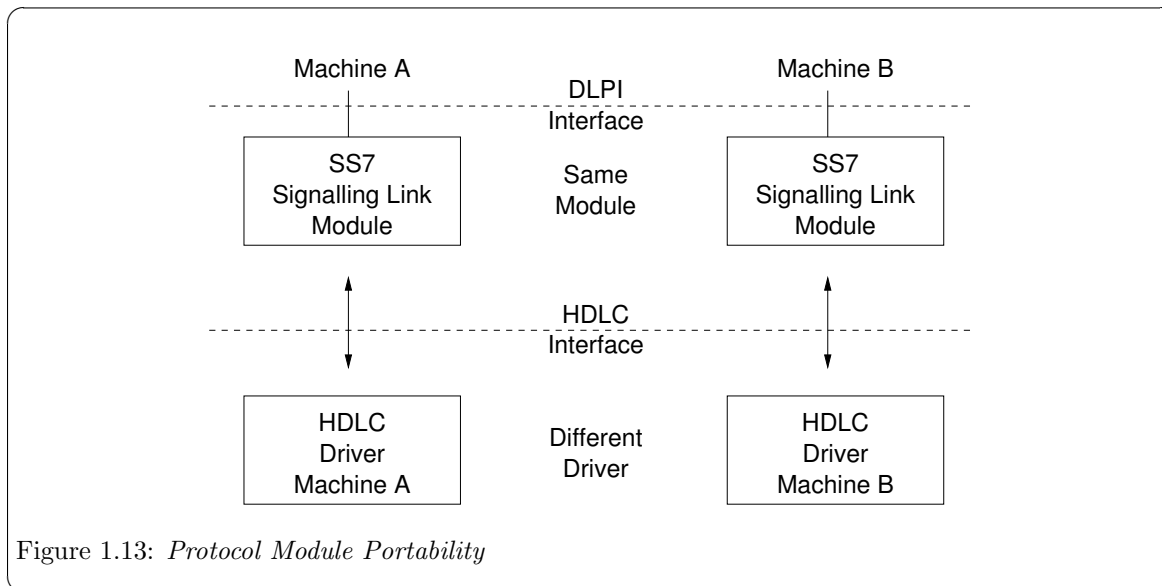 Machine A
Machine B
DLPI
Interface
SS7
Signalling Link
Module
Same
Module
SS7
Signalling Link
Module
HDLC
Interface
HDLC
Driver
Machine A
Different
Driver
HDLC
Driver
Machine B
Figure 1.13: Protocol Module Portability